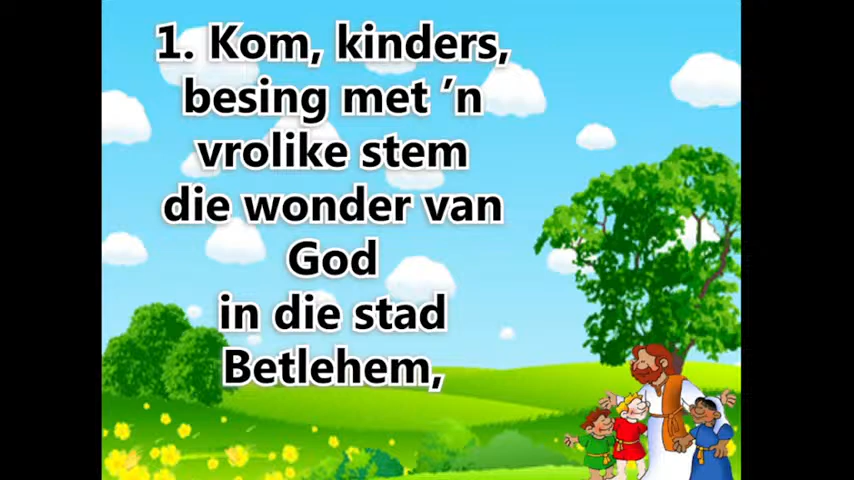 1. Kom, kinders,
besing met ’n
vrolike stem
die wonder van
God
in die stad
Betlehem,